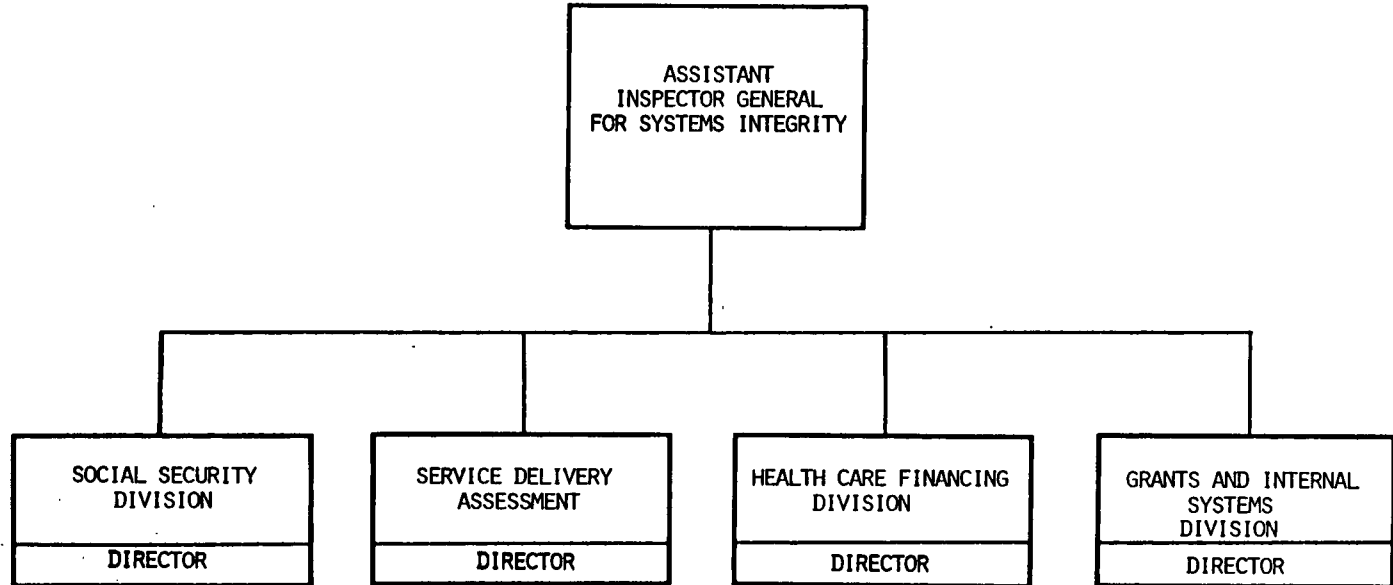 ASSISTANT
INSPECTOR GENERAL
FOR SYSTEMS INTEGRITY
SOCIAL SECURITY
DIVISION
DIRECTOR
SERVICE DELIVERY
ASSESSMENT
DIRECTOR
HEALTH CARE FINANCING
DIVISION
DIRECTOR
GRANTS AND INTERNAL
SYSTEMS
DIVISION
DIRECTOR